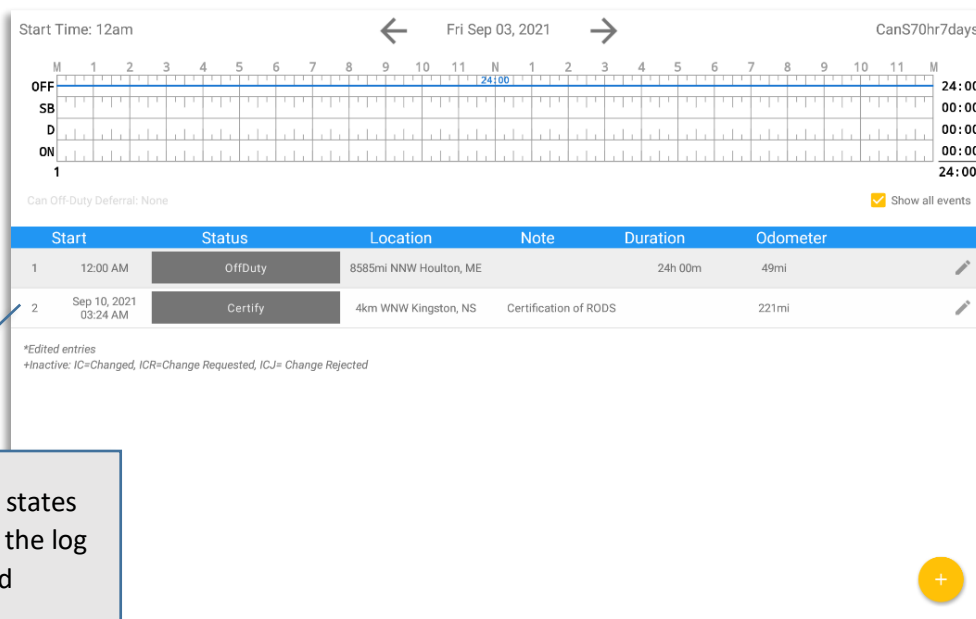 Start Time: 12am Fri Sep 03, 2021 CanS70hr7days
M 1 2 3 4 5 6 7 8 9 10 11 N 1 2 3 4 5 6 7 8 9 10 11 M
24:00
OFF 24:00
SB 00:00
D 00:00
ON 00:00
1 24:00
Can Off-Duty Deferral: None Show all events
Start Status Location Note Duration Odometer
1 12:00 AM OffDuty 8585mi NNW Houlton, ME 24h 00m 49mi
2 Sep 10, 2021 03:24 AM Certify 4km WNW Kingston, NS Certification of RODS 221mi
*Edited entries
+Inactive: IC=Changed, ICR=Change Requested, ICJ= Change Rejected
states
the log
d
+